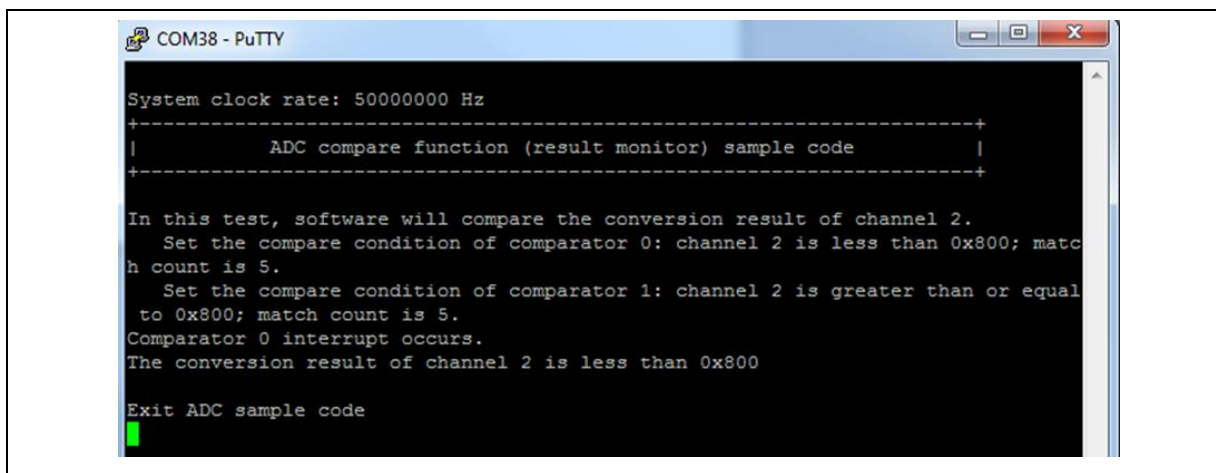 COM38 - PuTTY
System clock rate: 50000000 Hz
+----------------------------------------------------------------------+
|           ADC compare function (result monitor) sample code          |
+----------------------------------------------------------------------+
In this test, software will compare the conversion result of channel 2.
   Set the compare condition of comparator 0: channel 2 is less than 0x800; matc
h count is 5.
   Set the compare condition of comparator 1: channel 2 is greater than or equal
 to 0x800; match count is 5.
Comparator 0 interrupt occurs.
The conversion result of channel 2 is less than 0x800
Exit ADC sample code